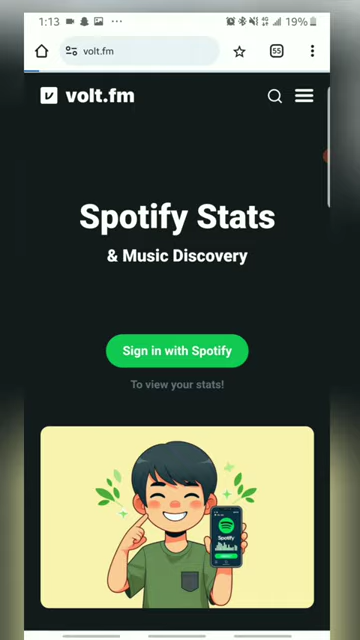 1:13
19%
volt.fm
55
volt.fm
Spotify Stats
& Music Discovery
Sign in with Spotify
To view your stats!
Spotify